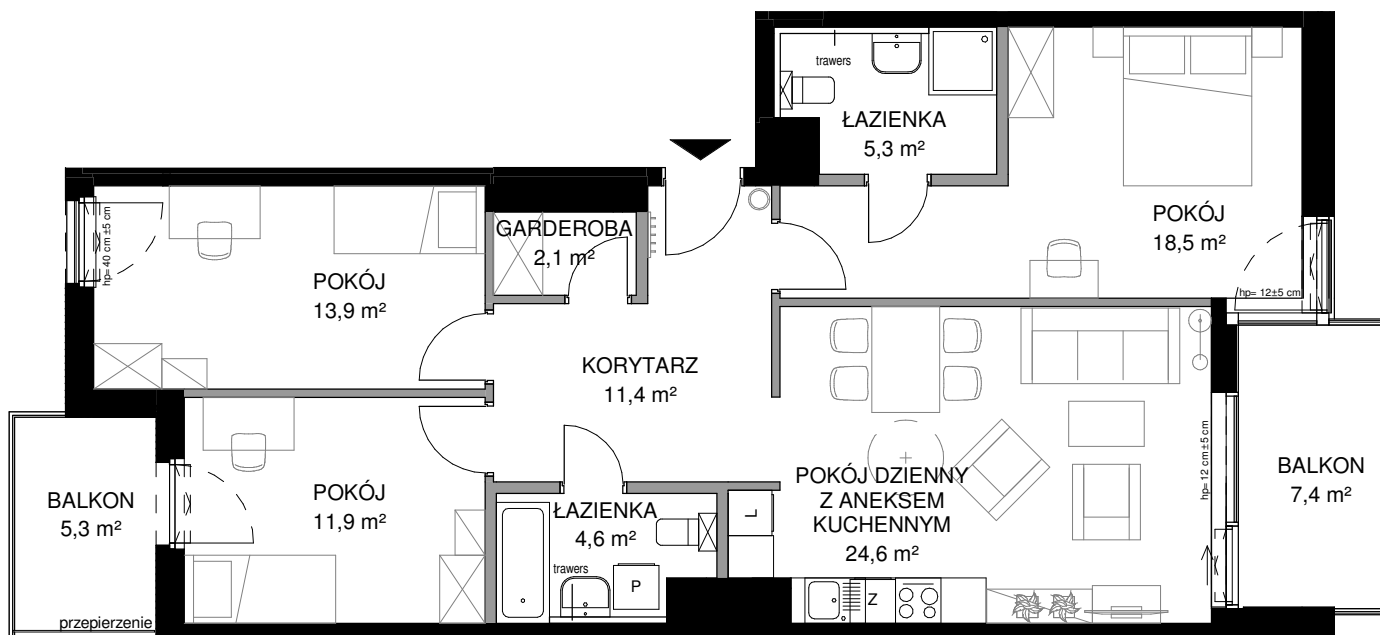 trawers
ŁAZIENKA
5,3 m²
POKÓJ
18,5 m²
hp= 12±5 cm
GARDEROBA
2,1 m²
hp= 40 cm ±5 cm
POKÓJ
13,9 m²
KORYTARZ
11,4 m²
BALKON
5,3 m²
przepierzenie
POKÓJ
11,9 m²
ŁAZIENKA
4,6 m²
trawers
P
L
POKÓJ DZIENNY
Z ANEKSEM
KUCHENNYM
24,6 m²
Z
hp= 12 cm ±5 cm
BALKON
7,4 m²